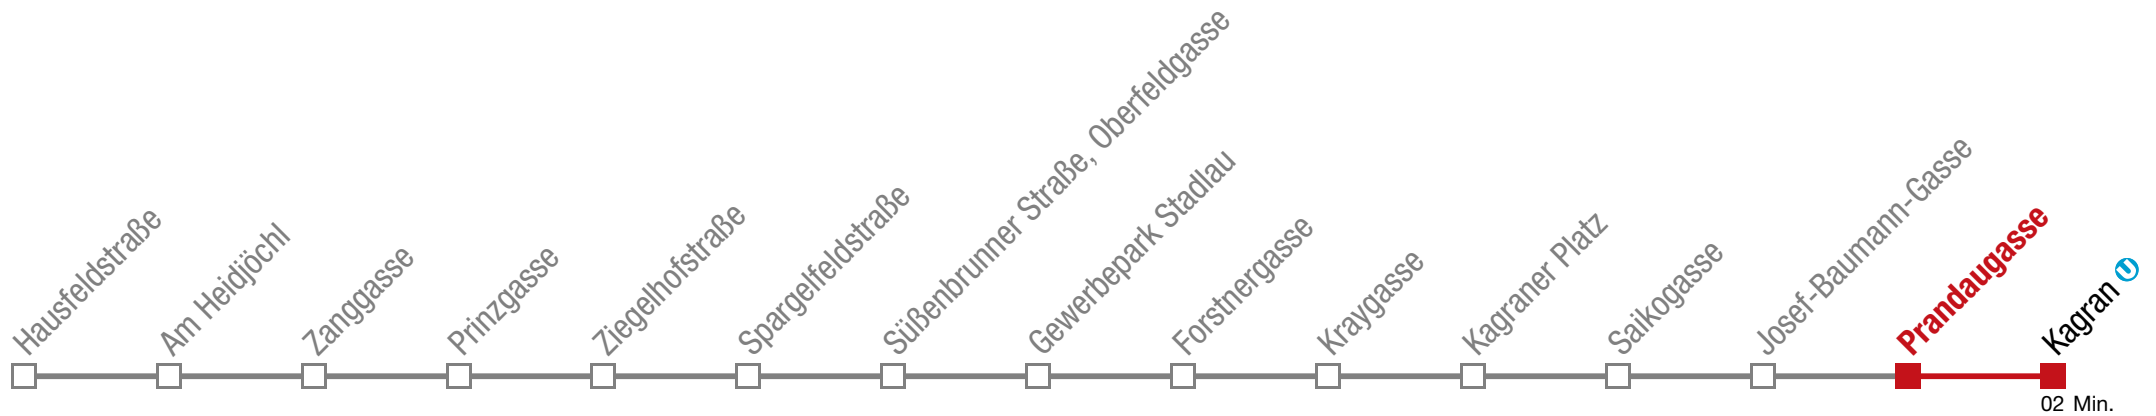 Hausfeldstraße
Am Heidjöchl
Zanggasse
Prinzgasse
Ziegelhofstraße
Spargelfeldstraße
Süßenbrunner Straße, Oberfeldgasse
Gewerbepark Stadlau
Forstnergasse
Kraygasse
Kagraner Platz
Saikogasse
Josef-Baumann-Gasse
Prandaugasse
Kagran U
02 Min.